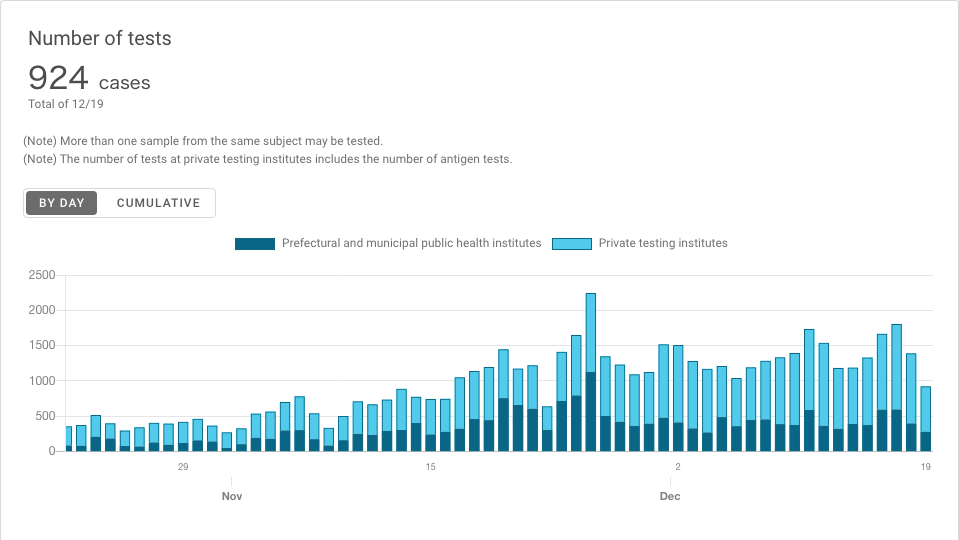 Number of tests
924 cases
Total of 12/19
(Note) More than one sample from the same subject may be tested.
(Note) The number of tests at private testing institutes includes the number of antigen tests.
BY DAY CUMULATIVE
Prefectural and municipal public health institutes Private testing institutes
2500
2000
1500
1000
500
0
29 15 2 19
Nov Dec